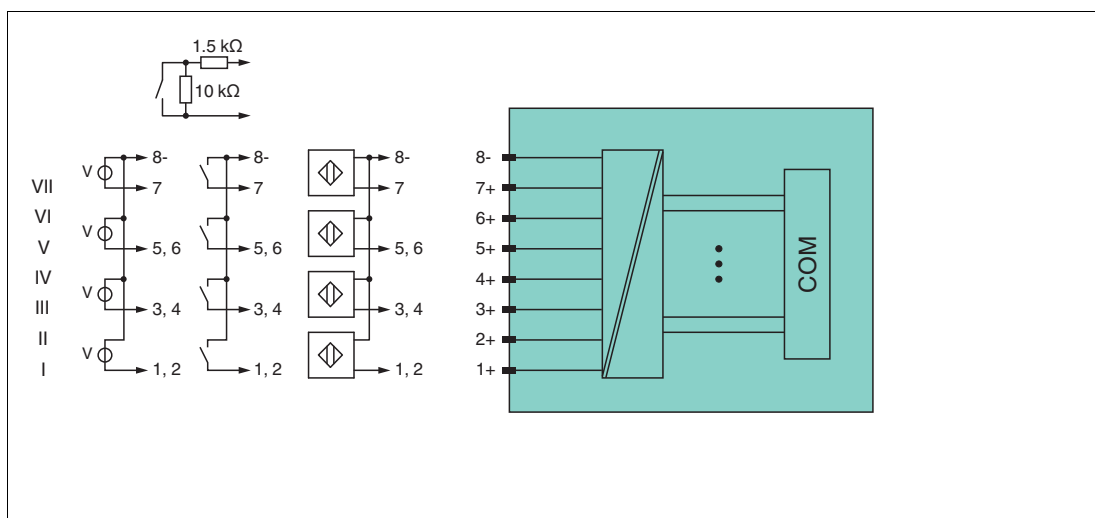 1.5 kΩ
10 kΩ
V 8- 8- 8- 8-
VII 7 7 7 7+
VI V 6+
V 5, 6 5, 6 5, 6 5+
IV 4+
III V 3, 4 3, 4 3, 4 3+
II 2+
V
I 1, 2 1, 2 1, 2 1+
COM